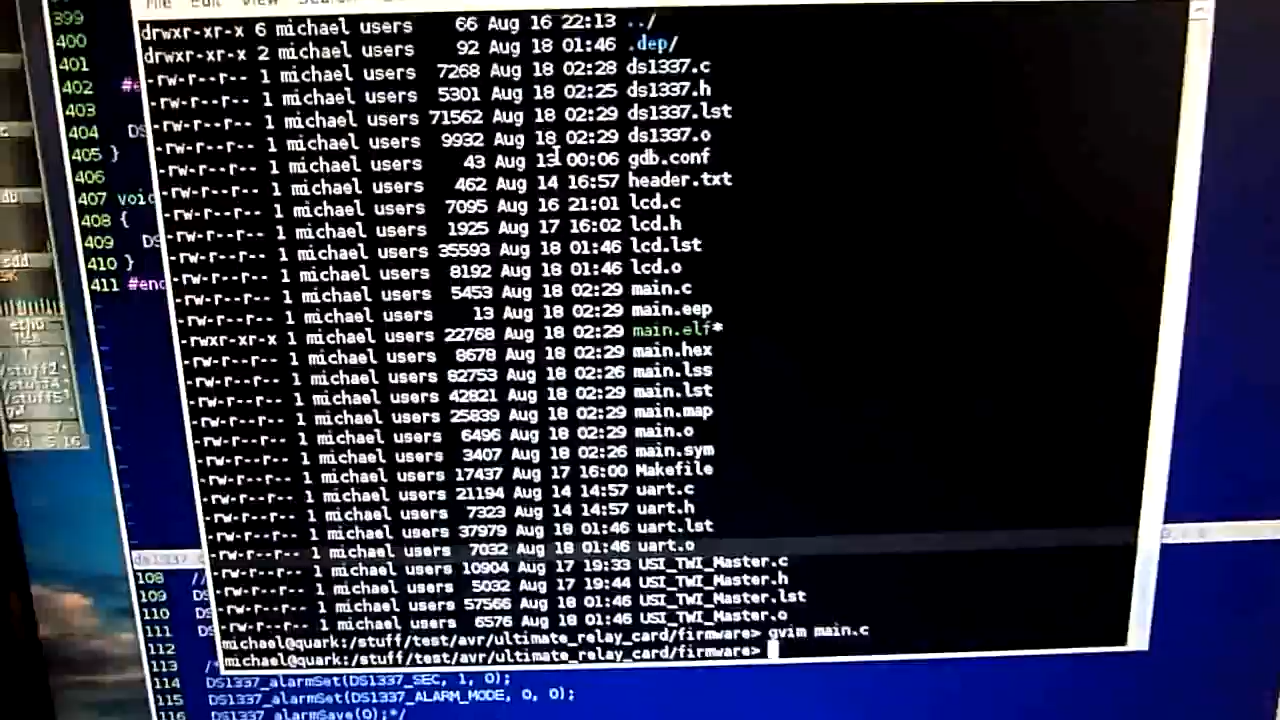 399
400
401
402 #e
403
404 DS
405 }
406
407 void
408 {
409 DS
410 }
411 #end
drwxr-xr-x 6 michael users 66 Aug 16 22:13 ../
drwxr-xr-x 2 michael users 92 Aug 18 01:46 .dep/
-rw-r--r-- 1 michael users 7268 Aug 18 02:28 ds1337.c
-rw-r--r-- 1 michael users 5301 Aug 18 02:25 ds1337.h
-rw-r--r-- 1 michael users 71562 Aug 18 02:29 ds1337.lst
-rw-r--r-- 1 michael users 9932 Aug 18 02:29 ds1337.o
-rw-r--r-- 1 michael users 43 Aug 13 00:06 gdb.conf
-rw-r--r-- 1 michael users 462 Aug 14 16:57 header.txt
-rw-r--r-- 1 michael users 7095 Aug 16 21:01 lcd.c
-rw-r--r-- 1 michael users 1925 Aug 17 16:02 lcd.h
-rw-r--r-- 1 michael users 35593 Aug 18 01:46 lcd.lst
-rw-r--r-- 1 michael users 8192 Aug 18 01:46 lcd.o
-rw-r--r-- 1 michael users 5453 Aug 18 02:29 main.c
-rw-r--r-- 1 michael users 13 Aug 18 02:29 main.eep
-rwxr-xr-x 1 michael users 22768 Aug 18 02:29 main.elf*
-rw-r--r-- 1 michael users 8678 Aug 18 02:29 main.hex
-rw-r--r-- 1 michael users 82753 Aug 18 02:26 main.lss
-rw-r--r-- 1 michael users 42821 Aug 18 02:29 main.lst
-rw-r--r-- 1 michael users 25839 Aug 18 02:29 main.map
-rw-r--r-- 1 michael users 6496 Aug 18 02:29 main.o
-rw-r--r-- 1 michael users 3407 Aug 18 02:26 main.sym
-rw-r--r-- 1 michael users 17437 Aug 17 16:00 Makefile
-rw-r--r-- 1 michael users 21194 Aug 14 14:57 uart.c
-rw-r--r-- 1 michael users 7323 Aug 14 14:57 uart.h
-rw-r--r-- 1 michael users 37979 Aug 18 01:46 uart.lst
-rw-r--r-- 1 michael users 7032 Aug 18 01:46 uart.o
-rw-r--r-- 1 michael users 10904 Aug 17 19:33 USI_TWI_Master.c
-rw-r--r-- 1 michael users 5032 Aug 17 19:44 USI_TWI_Master.h
-rw-r--r-- 1 michael users 57566 Aug 18 01:46 USI_TWI_Master.lst
-rw-r--r-- 1 michael users 6576 Aug 18 01:46 USI_TWI_Master.o
michael@quark:/stuff/test/avr/ultimate_relay_card/firmware> gvim main.c
michael@quark:/stuff/test/avr/ultimate_relay_card/firmware>
108 //
109 DS
110 DS
111 DS
112
113 /*
114 DS1337_alarmSet(DS1337_SEC, 1, 0);
115 DS1337_alarmSet(DS1337_ALARM_MODE, 0, 0);
116 DS1337_alarmSave(0);*/